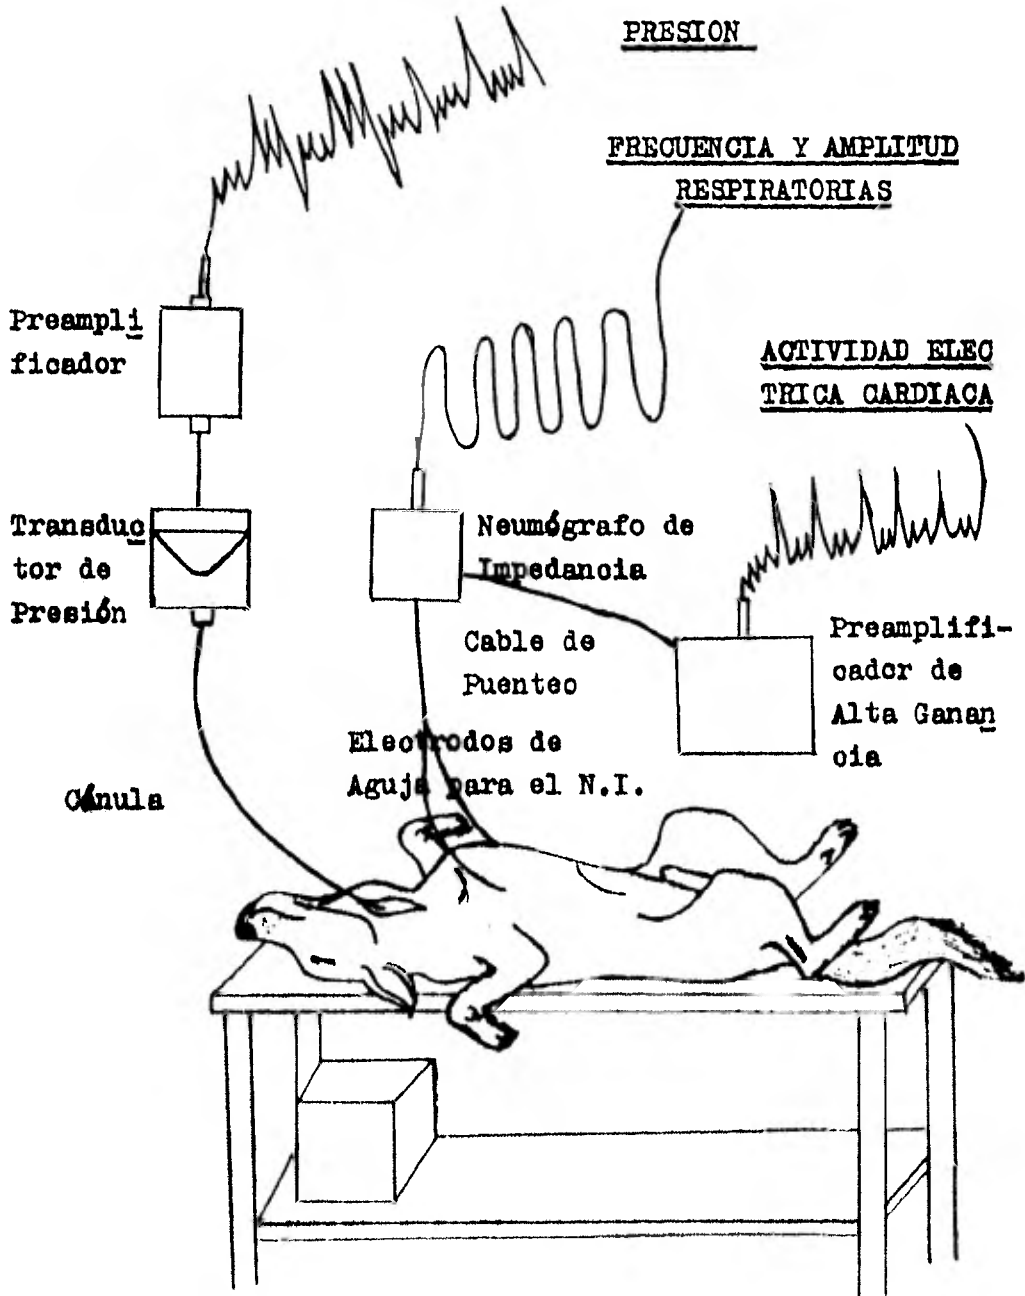 PRESION
FRECUENCIA Y AMPLITUD
RESPIRATORIAS
Preampli
ficador
ACTIVIDAD ELEC
TRICA CARDIACA
Transduc
tor de
Presión
Neumógrafo de
Impedancia
Cable de
Puenteo
Preamplifi-
cador de
Alta Ganan
cia
Electrodos de
Aguja para el N.I.
Cánula